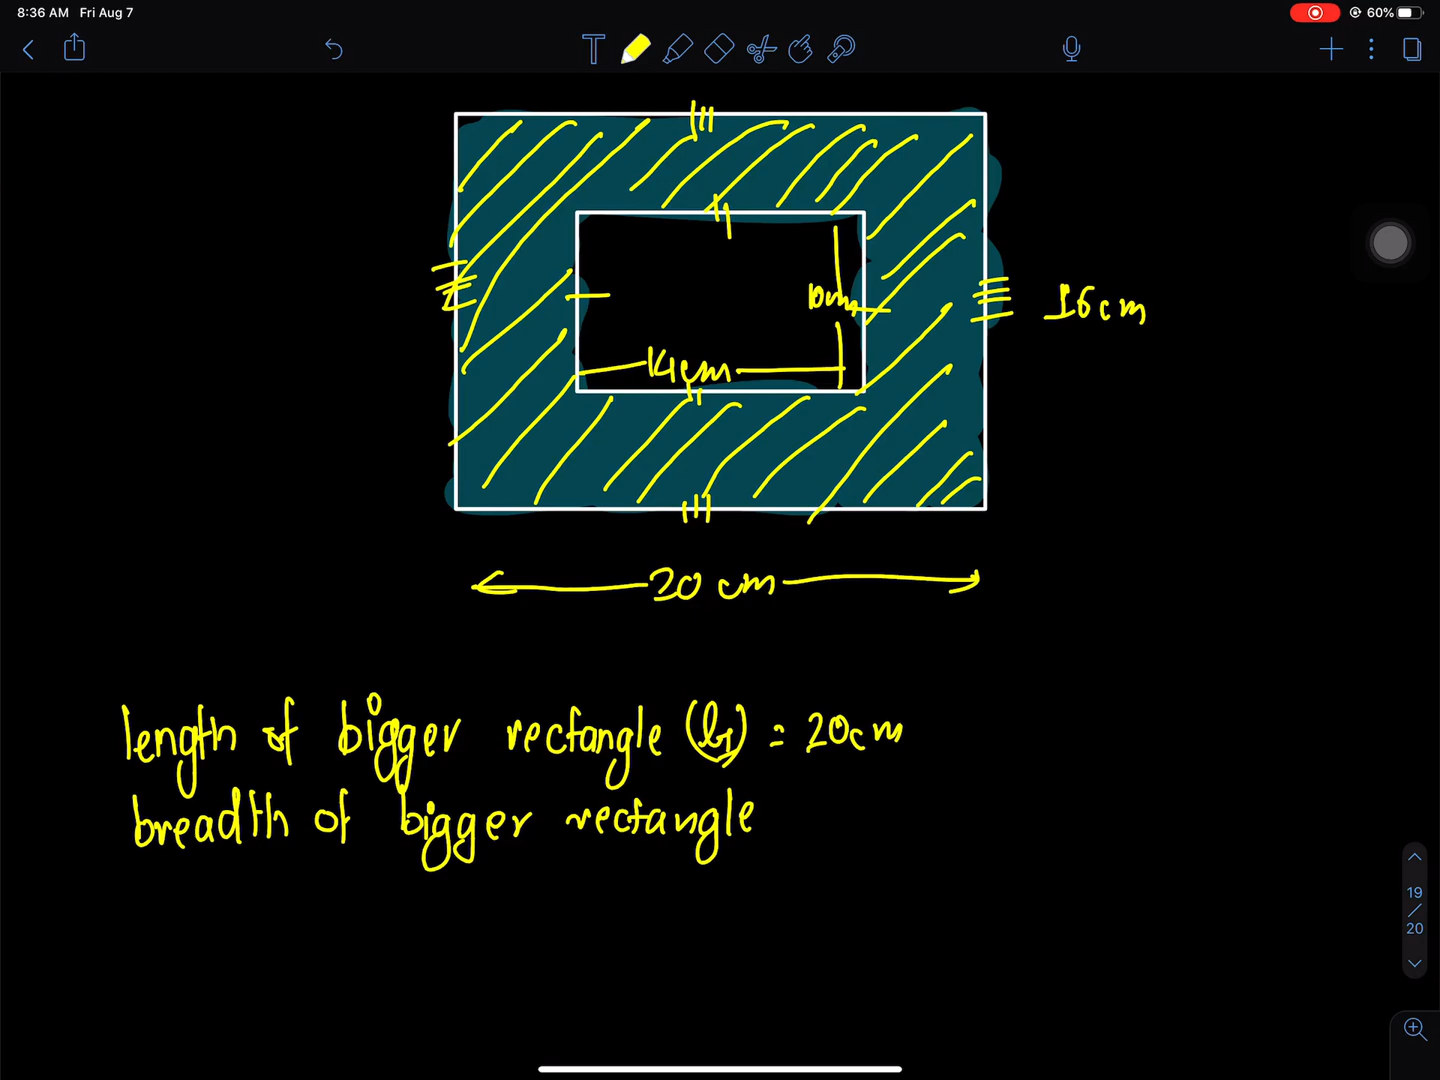 8:36 AM Fri Aug 7
60%
T
16cm
14cm
20 cm
length of bigger rectangle (l1) = 20cm
breadth of bigger rectangle
19
/
20